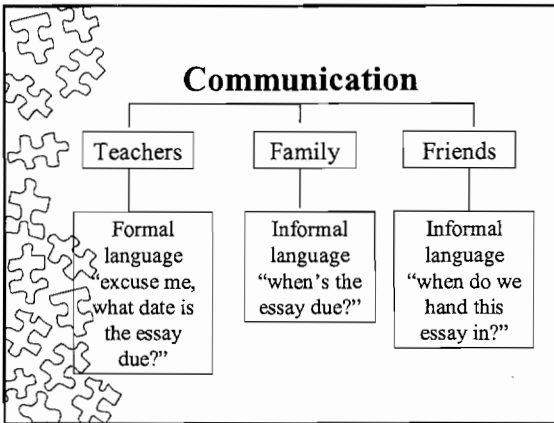 Communication
Teachers
Family
Friends
Formal
language
“excuse me,
what date is
the essay
due?”
Informal
language
“when’s the
essay due?”
Informal
language
“when do we
hand this
essay in?”